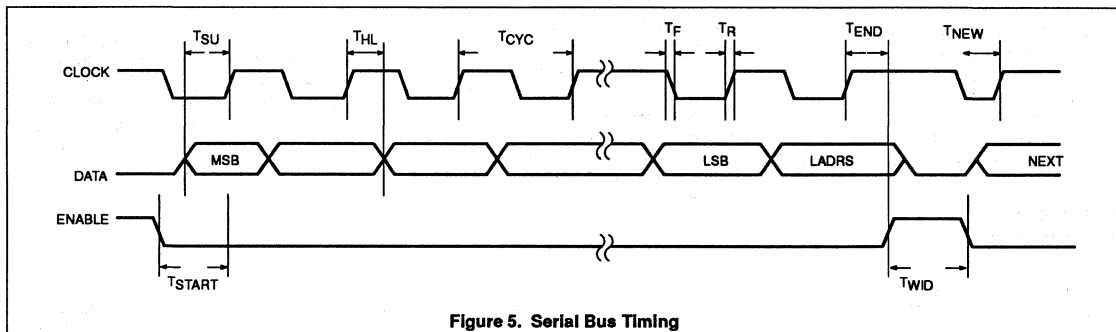 TSU THL TCYC TF TR TEND TNEW
CLOCK
DATA MSB LSB LADRS NEXT
ENABLE
TSTART TWID
Figure 5. Serial Bus Timing